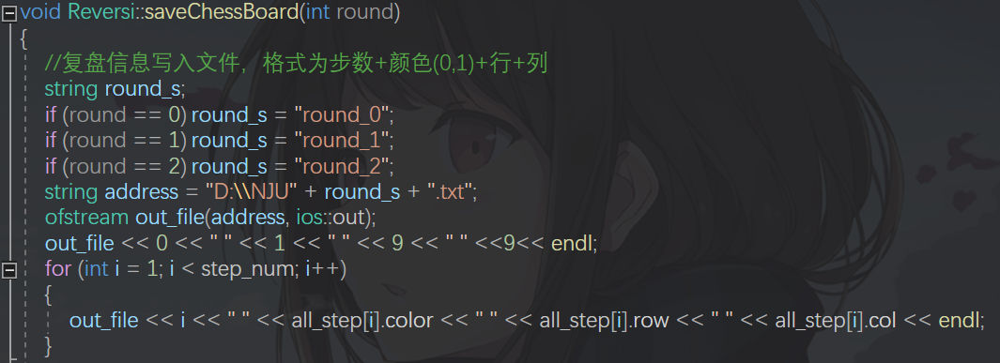 void Reversi::saveChessBoard(int round)
{
//复盘信息写入文件, 格式为步数+颜色(0,1)+行+列
string round_s;
if (round == 0) round_s = "round_0";
if (round == 1) round_s = "round_1";
if (round == 2) round_s = "round_2";
string address = "D:\\NJU" + round_s + ".txt";
ofstream out_file(address, ios::out);
out_file << 0 << " " << 1 << " " << 9 << " " <<9<< endl;
for (int i = 1; i < step_num; i++)
{
out_file << i << " " << all_step[i].color << " " << all_step[i].row << " " << all_step[i].col << endl;
}